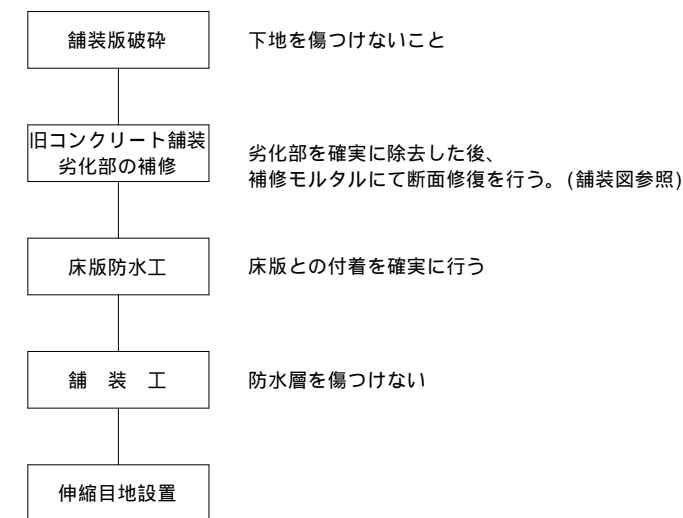 舗装版破砕
下地を傷つけないこと
旧コンクリート舗装
劣化部の補修
劣化部を確実に除去した後、
補修モルタルにて断面修復を行う。(舗装図参照)
床版防水工
床版との付着を確実に行う
舗　装　工
防水層を傷つけない
伸縮目地設置